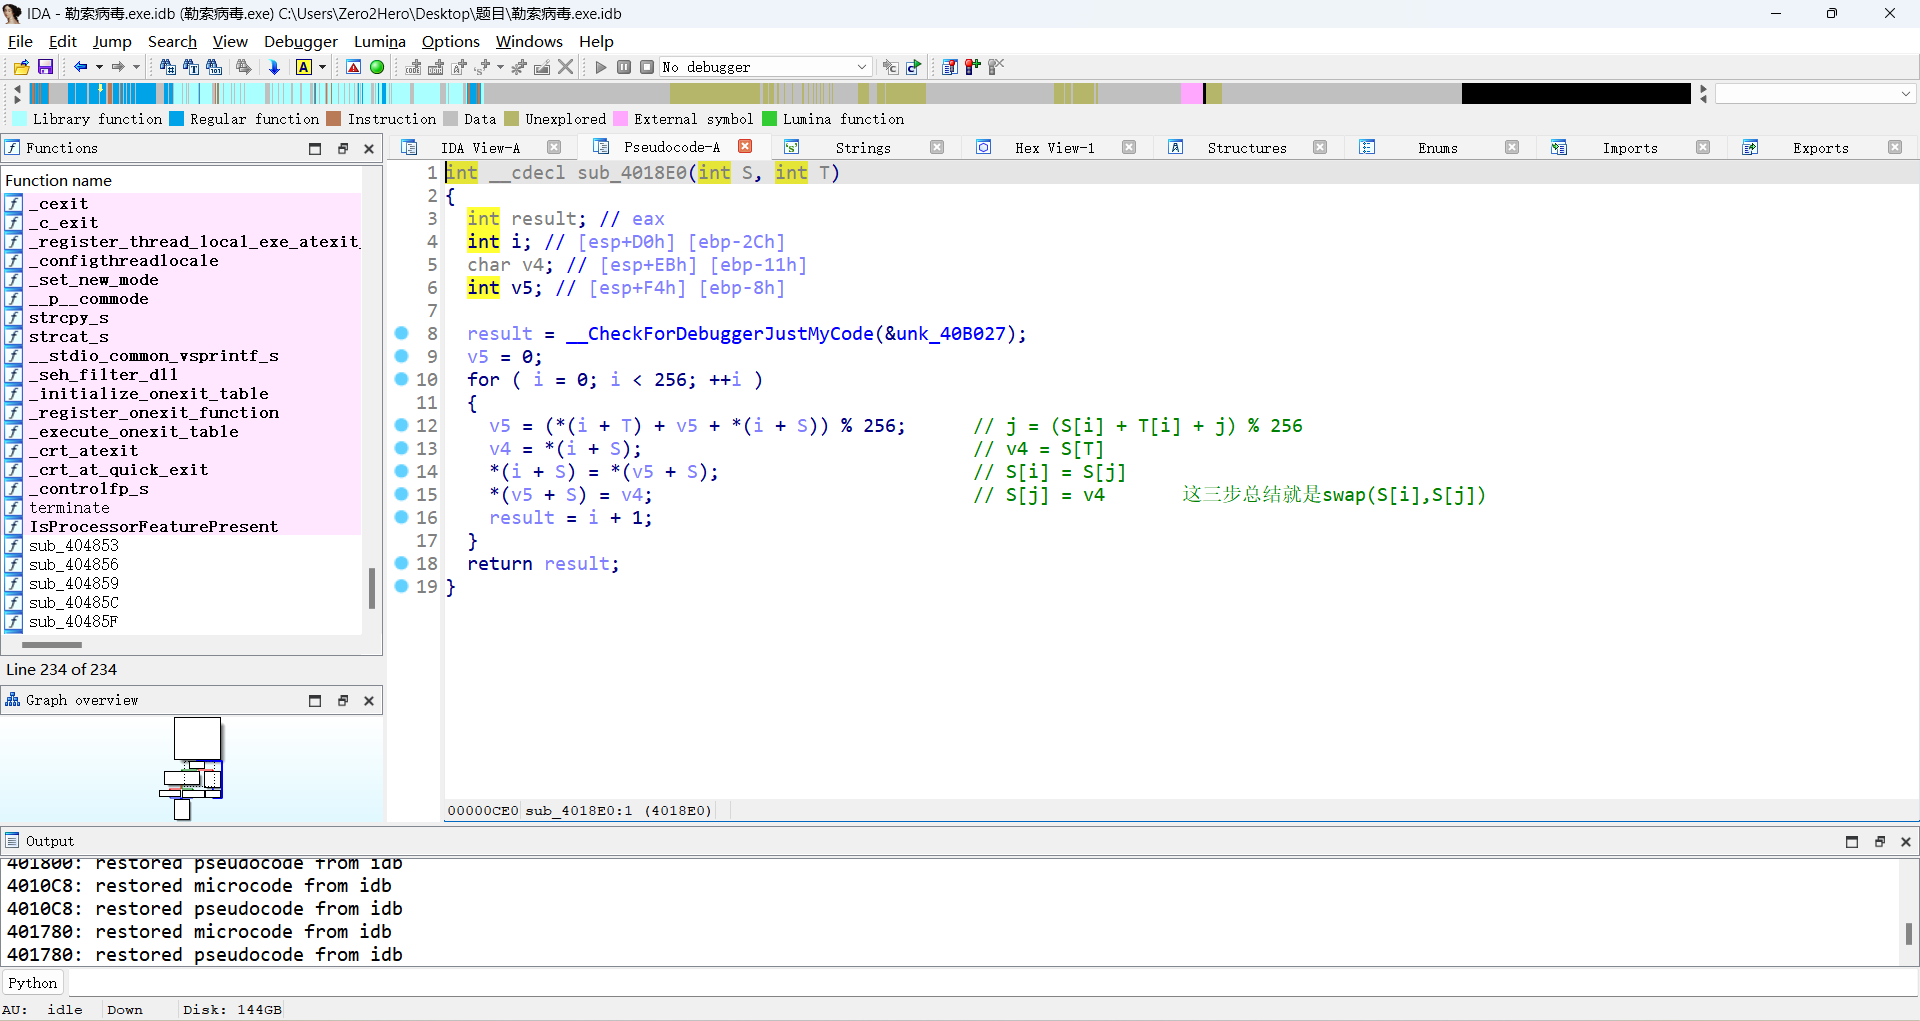 IDA - 勒索病毒.exe.idb (勒索病毒.exe) C:\Users\Zero2Hero\Desktop\题目\勒索病毒.exe.idb
File Edit Jump Search View Debugger Lumina Options Windows Help
No debugger
Library function Regular function Instruction Data Unexplored External symbol Lumina function
Functions
IDA View-A Pseudocode-A Strings Hex View-1 Structures Enums Imports Exports
Function name
_cexit
_c_exit
_register_thread_local_exe_atexit_
_configthreadlocale
_set_new_mode
__p__commode
strcpy_s
strcat_s
__stdio_common_vsprintf_s
_seh_filter_dll
_initialize_onexit_table
_register_onexit_function
_execute_onexit_table
_crt_atexit
_crt_at_quick_exit
_controlfp_s
terminate
IsProcessorFeaturePresent
sub_404853
sub_404856
sub_404859
sub_40485C
sub_40485F
Line 234 of 234
Graph overview
1 int __cdecl sub_4018E0(int S, int T)
2 {
3 int result; // eax
4 int i; // [esp+D0h] [ebp-2Ch]
5 char v4; // [esp+EBh] [ebp-11h]
6 int v5; // [esp+F4h] [ebp-8h]
7
8 result = __CheckForDebuggerJustMyCode(&unk_40B027);
9 v5 = 0;
10 for ( i = 0; i < 256; ++i )
11 {
12 v5 = (*(i + T) + v5 + *(i + S)) % 256; // j = (S[i] + T[i] + j) % 256
13 v4 = *(i + S); // v4 = S[T]
14 *(i + S) = *(v5 + S); // S[i] = S[j]
15 *(v5 + S) = v4; // S[j] = v4 这三步总结就是swap(S[i],S[j])
16 result = i + 1;
17 }
18 return result;
19 }
00000CE0 sub_4018E0:1 (4018E0)
Output
401800: restored pseudocode from idb
4010C8: restored microcode from idb
4010C8: restored pseudocode from idb
401780: restored microcode from idb
401780: restored pseudocode from idb
Python
AU: idle Down Disk: 144GB